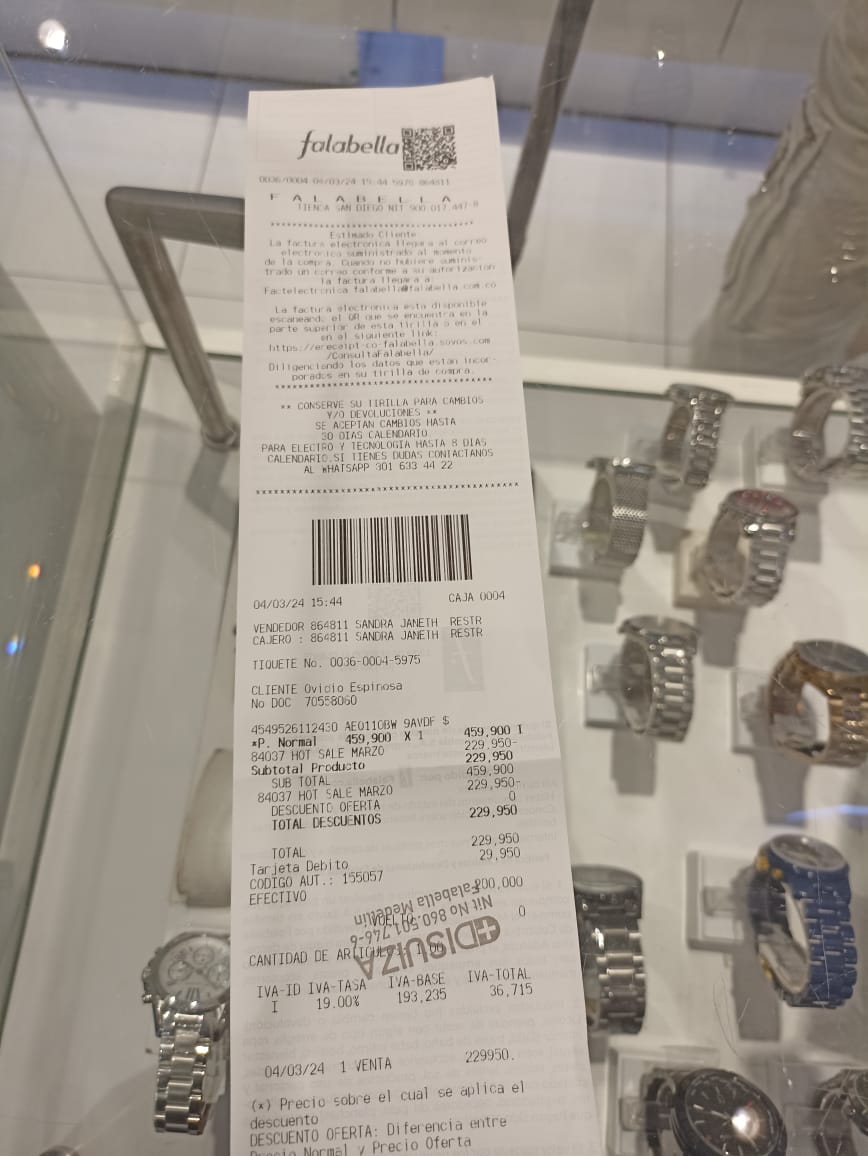 falabella
0036/0004 04/03/24 15:44 5975 864811
F A L A B E L L A
TIENDA SAN DIEGO NIT 900.017.447-8
Estimado Cliente
La factura electronica llegara al correo
electronico suministrado al momento
de la compra. Cuando no hubiere suminis-
trado un correo conforme a su autorizacion
la factura llegara a
Factelectronica falabella@falabella.com.co
La factura electronica esta disponible
escaneando el QR que se encuentra en la
parte superior de esta tirilla o en el
en al siguiente link:
https://ereceipt-co-falabella.sovos.com
/ConsultaFalabella/
Diligenciando los datos que estan incor-
porados en su tirilla de compra.
** CONSERVE SU TIRILLA PARA CAMBIOS
Y/O DEVOLUCIONES **
SE ACEPTAN CAMBIOS HASTA
30 DIAS CALENDARIO
PARA ELECTRO Y TECNOLOGIA HASTA 8 DIAS
CALENDARIO.SI TIENES DUDAS CONTACTANOS
AL WHATSAPP 301 633 44 22
04/03/24 15:44 CAJA 0004
VENDEDOR 864811 SANDRA JANETH RESTR
CAJERO : 864811 SANDRA JANETH RESTR
TIQUETE No. 0036-0004-5975
CLIENTE Ovidio Espinosa
No DOC 70558060
4549526112430 AE0110BW 9AVDF $ 459,900 I
*P. Normal 459,900 X 1
84037 HOT SALE MARZO 229,950-
Subtotal Producto 229,950
SUB TOTAL 459,900
84037 HOT SALE MARZO 229,950-
DESCUENTO OFERTA 0
TOTAL DESCUENTOS 229,950
TOTAL 229,950
Tarjeta Debito 29,950
CODIGO AUT.: 155057
EFECTIVO 200,000
VUELTO 0
Falabella Medellín
Nit No 860.501.746-6
DISUIZA
CANTIDAD DE ARTICULOS:
IVA-ID IVA-TASA IVA-BASE IVA-TOTAL
I 19.00% 193,235 36,715
04/03/24 1 VENTA 229950.
(*) Precio sobre el cual se aplica el
descuento
DESCUENTO OFERTA: Diferencia entre
Precio Normal y Precio Oferta